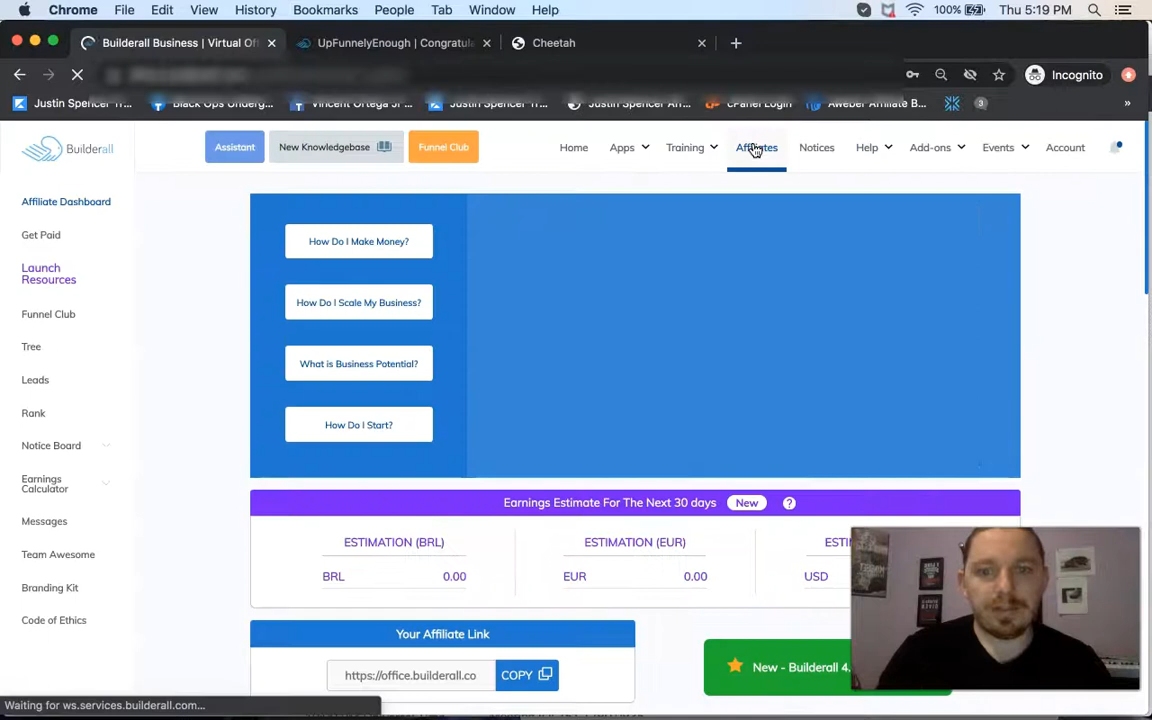 Chrome File Edit View History Bookmarks People Tab Window Help 100% Thu 5:19 PM
Builderall Business | Virtual Of UpFunnelyEnough | Congratula Cheetah
Incognito
Justin Spencer Tr... Black Ops Underg... Vincent Ortega Jr ... Justin Spencer Tr... Justin Spencer Aff... cPanel Login Aweber Affiliate B... 3 »
Builderall Assistant New Knowledgebase Funnel Club Home Apps Training Affiliates Notices Help Add-ons Events Account
Affiliate Dashboard
Get Paid
Launch
Resources
Funnel Club
Tree
Leads
Rank
Notice Board
Earnings
Calculator
Messages
Team Awesome
Branding Kit
Code of Ethics
How Do I Make Money?
How Do I Scale My Business?
What is Business Potential?
How Do I Start?
Earnings Estimate For The Next 30 days New ?
ESTIMATION (BRL) ESTIMATION (EUR) ESTI
BRL 0.00 EUR 0.00 USD
Your Affiliate Link
https://office.builderall.co COPY
New - Builderall 4.
Waiting for ws.services.builderall.com...